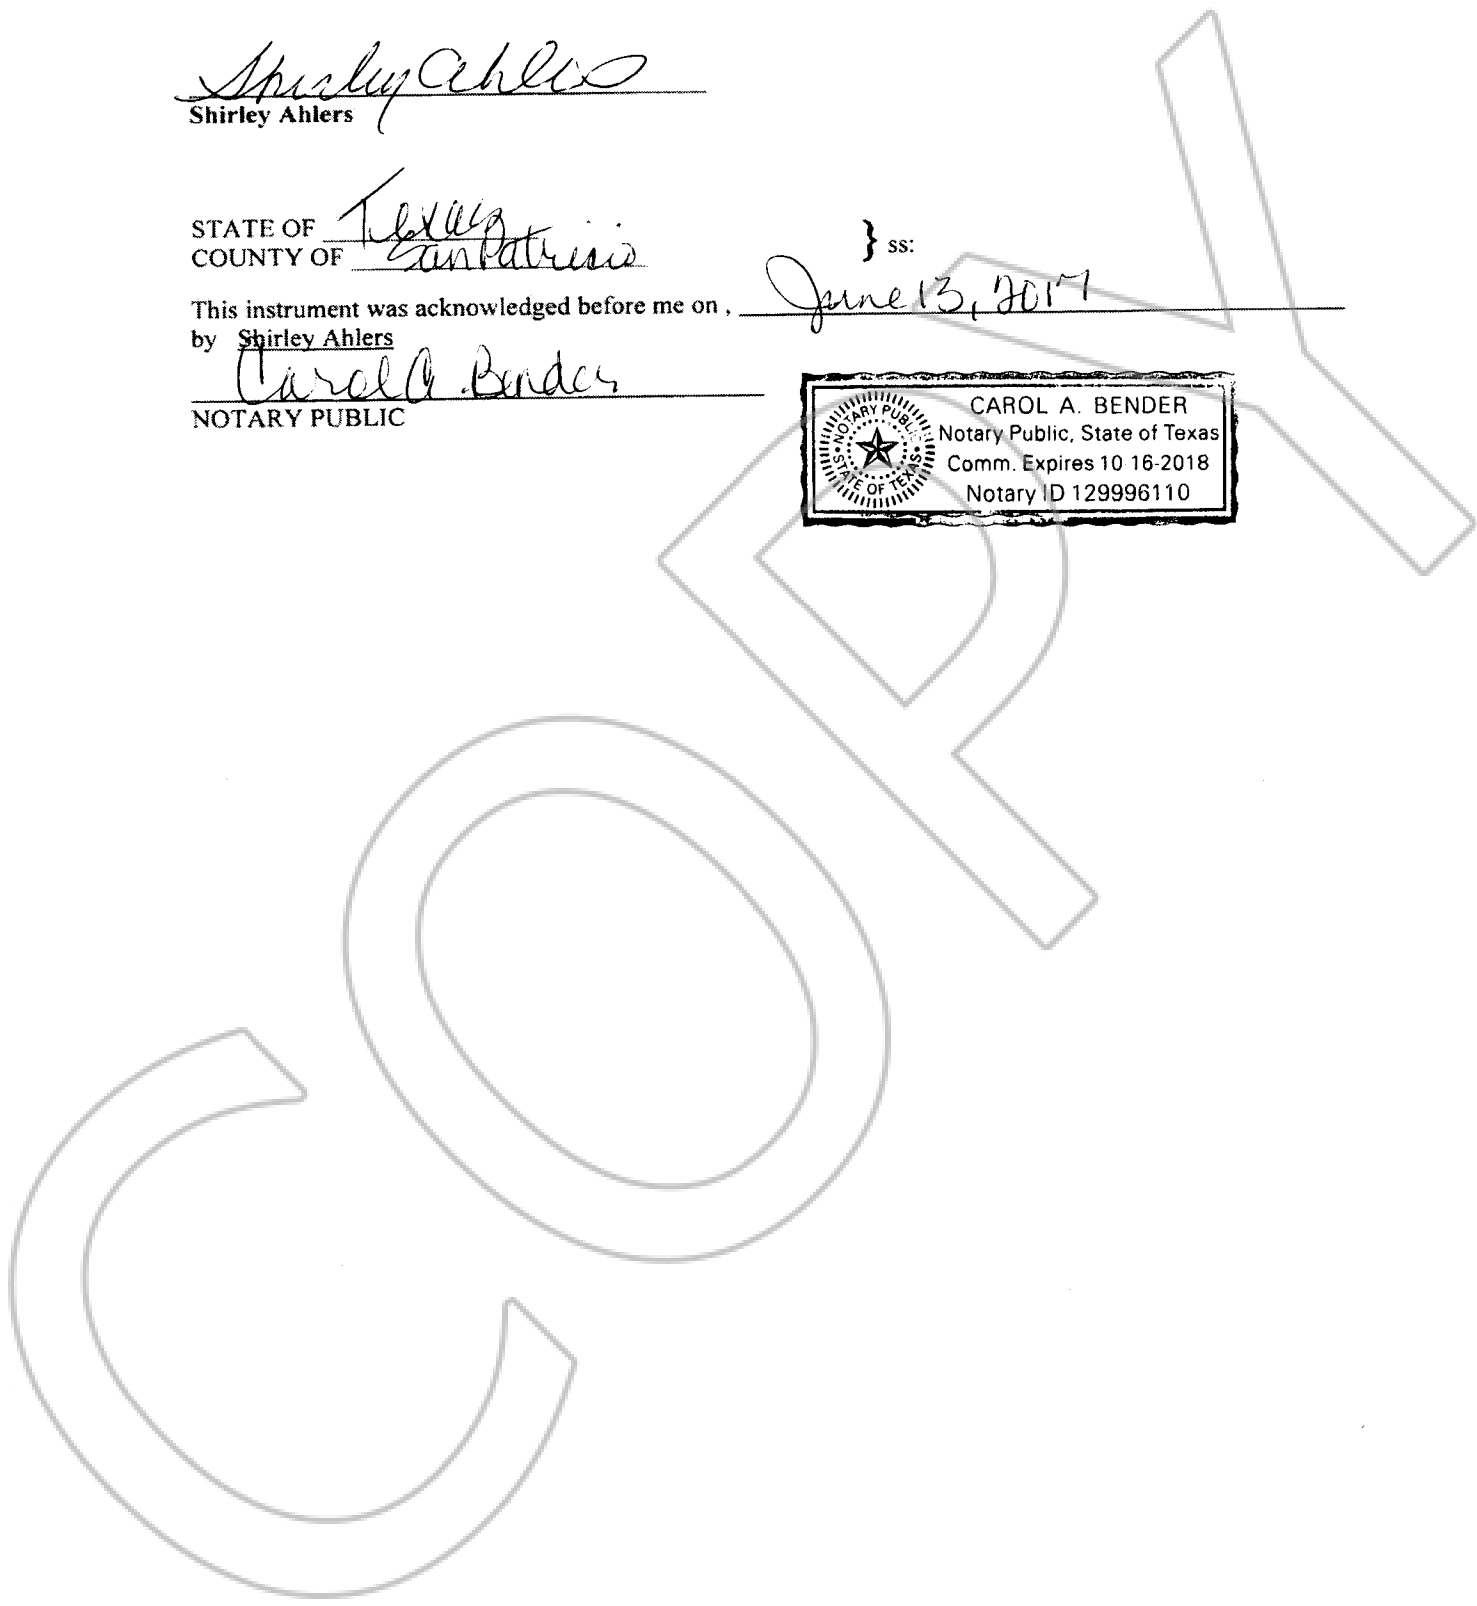 Shirley Ahlers
Shirley Ahlers
STATE OF Texas
COUNTY OF San Patricio
} ss:
This instrument was acknowledged before me on , June 13, 2017
by Shirley Ahlers
Carol A. Bender
NOTARY PUBLIC
NOTARY PUBLIC
STATE OF TEXAS
CAROL A. BENDER
Notary Public, State of Texas
Comm. Expires 10 16-2018
Notary ID 129996110
COPY